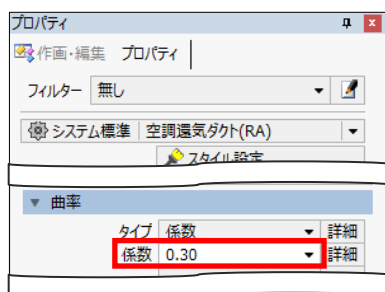 プロパティ
作画・編集 プロパティ
フィルター 無し
システム標準 空調還気ダクト(RA)
スタイル設定
曲率
タイプ 係数 詳細
係数 0.30 詳細